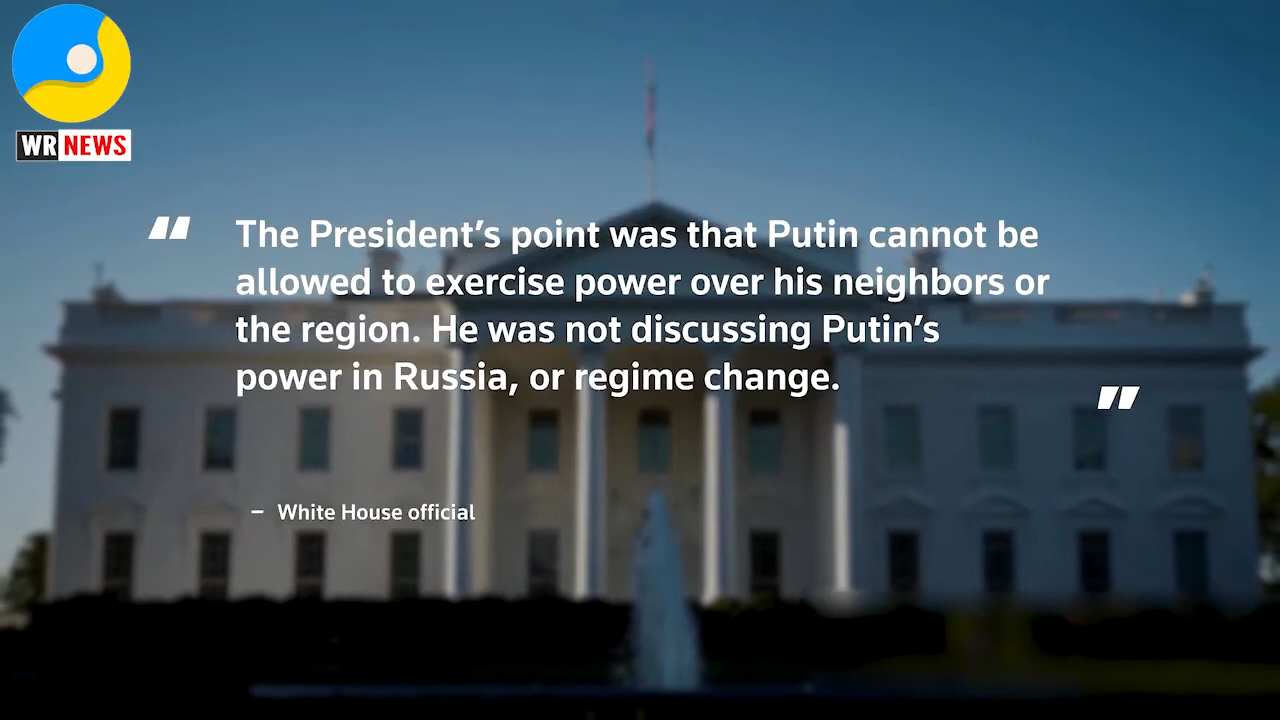 WR NEWS
“ The President’s point was that Putin cannot be
allowed to exercise power over his neighbors or
the region. He was not discussing Putin’s
power in Russia, or regime change. ”
– White House official